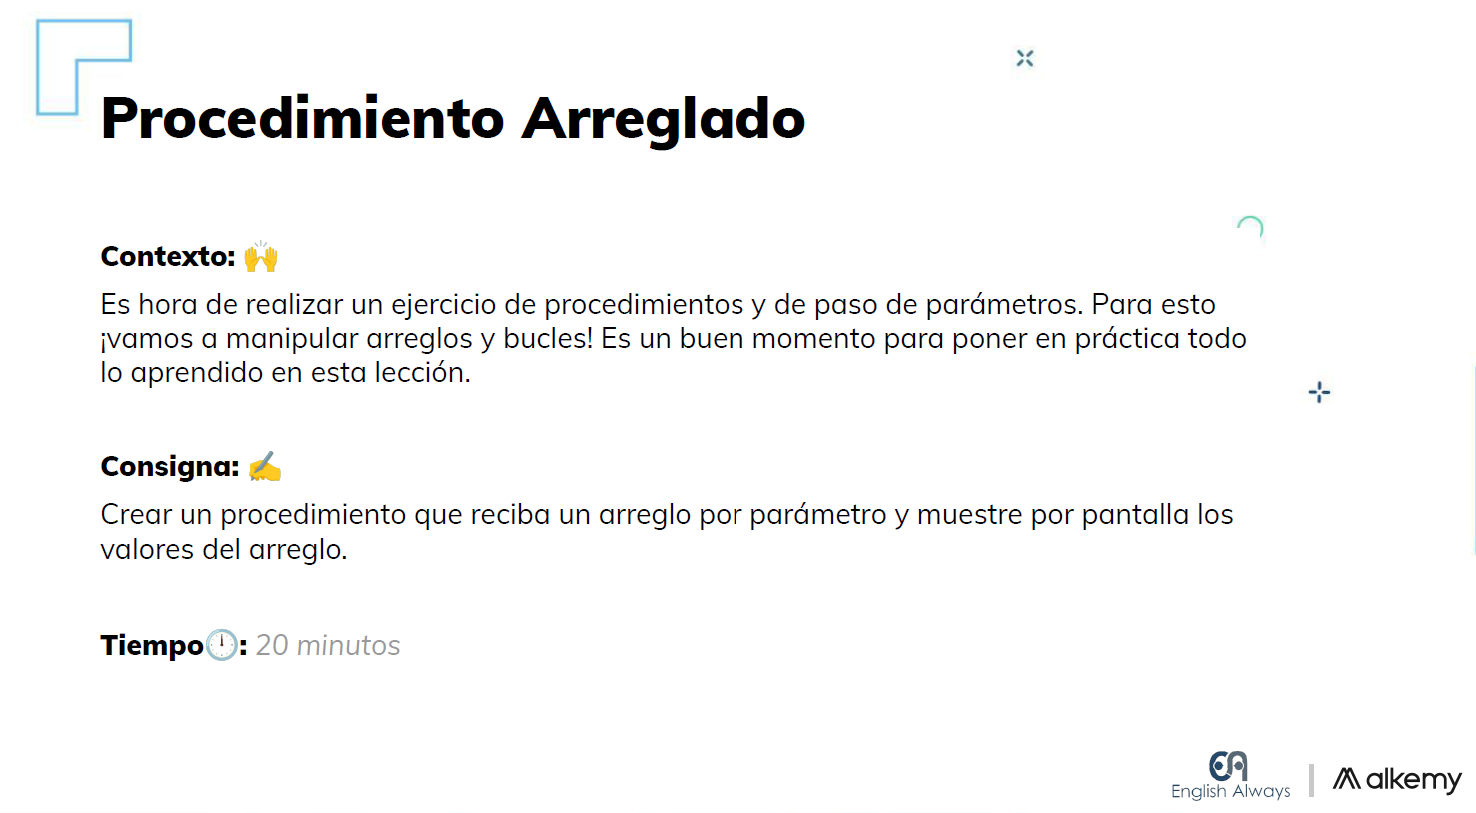 Procedimiento Arreglado
Contexto: 🙌
Es hora de realizar un ejercicio de procedimientos y de paso de parámetros. Para esto
¡vamos a manipular arreglos y bucles! Es un buen momento para poner en práctica todo
lo aprendido en esta lección.
Consigna: ✍️
Crear un procedimiento que reciba un arreglo por parámetro y muestre por pantalla los
valores del arreglo.
Tiempo🕛: 20 minutos
English Always
alkemy